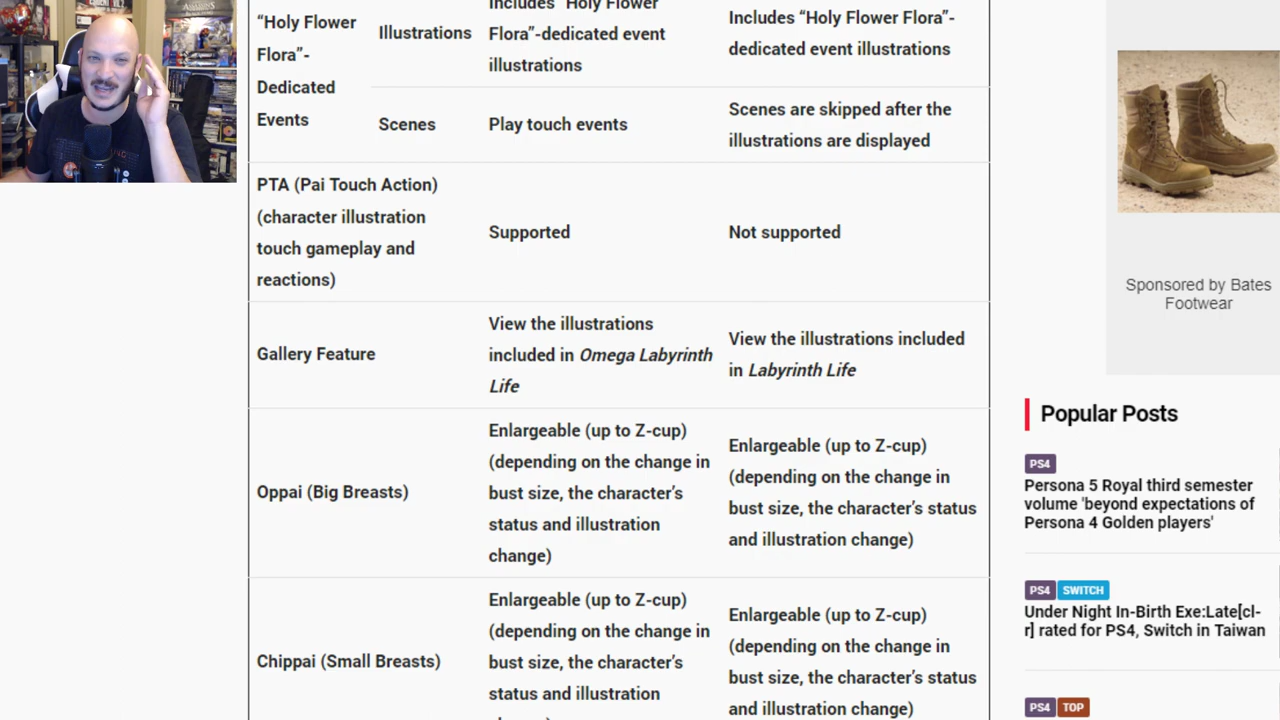 “Holy Flower
Flora”-
Dedicated
Events
Illustrations
Includes “Holy Flower
Flora”-dedicated event
illustrations
Includes “Holy Flower Flora”-
dedicated event illustrations
Scenes
Play touch events
Scenes are skipped after the
illustrations are displayed
PTA (Pai Touch Action)
(character illustration
touch gameplay and
reactions)
Supported
Not supported
Gallery Feature
View the illustrations
included in Omega Labyrinth
Life
View the illustrations included
in Labyrinth Life
Oppai (Big Breasts)
Enlargeable (up to Z-cup)
(depending on the change in
bust size, the character’s
status and illustration
change)
Enlargeable (up to Z-cup)
(depending on the change in
bust size, the character’s status
and illustration change)
Chippai (Small Breasts)
Enlargeable (up to Z-cup)
(depending on the change in
bust size, the character’s
status and illustration
Enlargeable (up to Z-cup)
(depending on the change in
bust size, the character’s status
and illustration change)
Sponsored by Bates
Footwear
Popular Posts
PS4
Persona 5 Royal third semester
volume 'beyond expectations of
Persona 4 Golden players'
PS4 SWITCH
Under Night In-Birth Exe:Late[cl-
r] rated for PS4, Switch in Taiwan
PS4 TOP